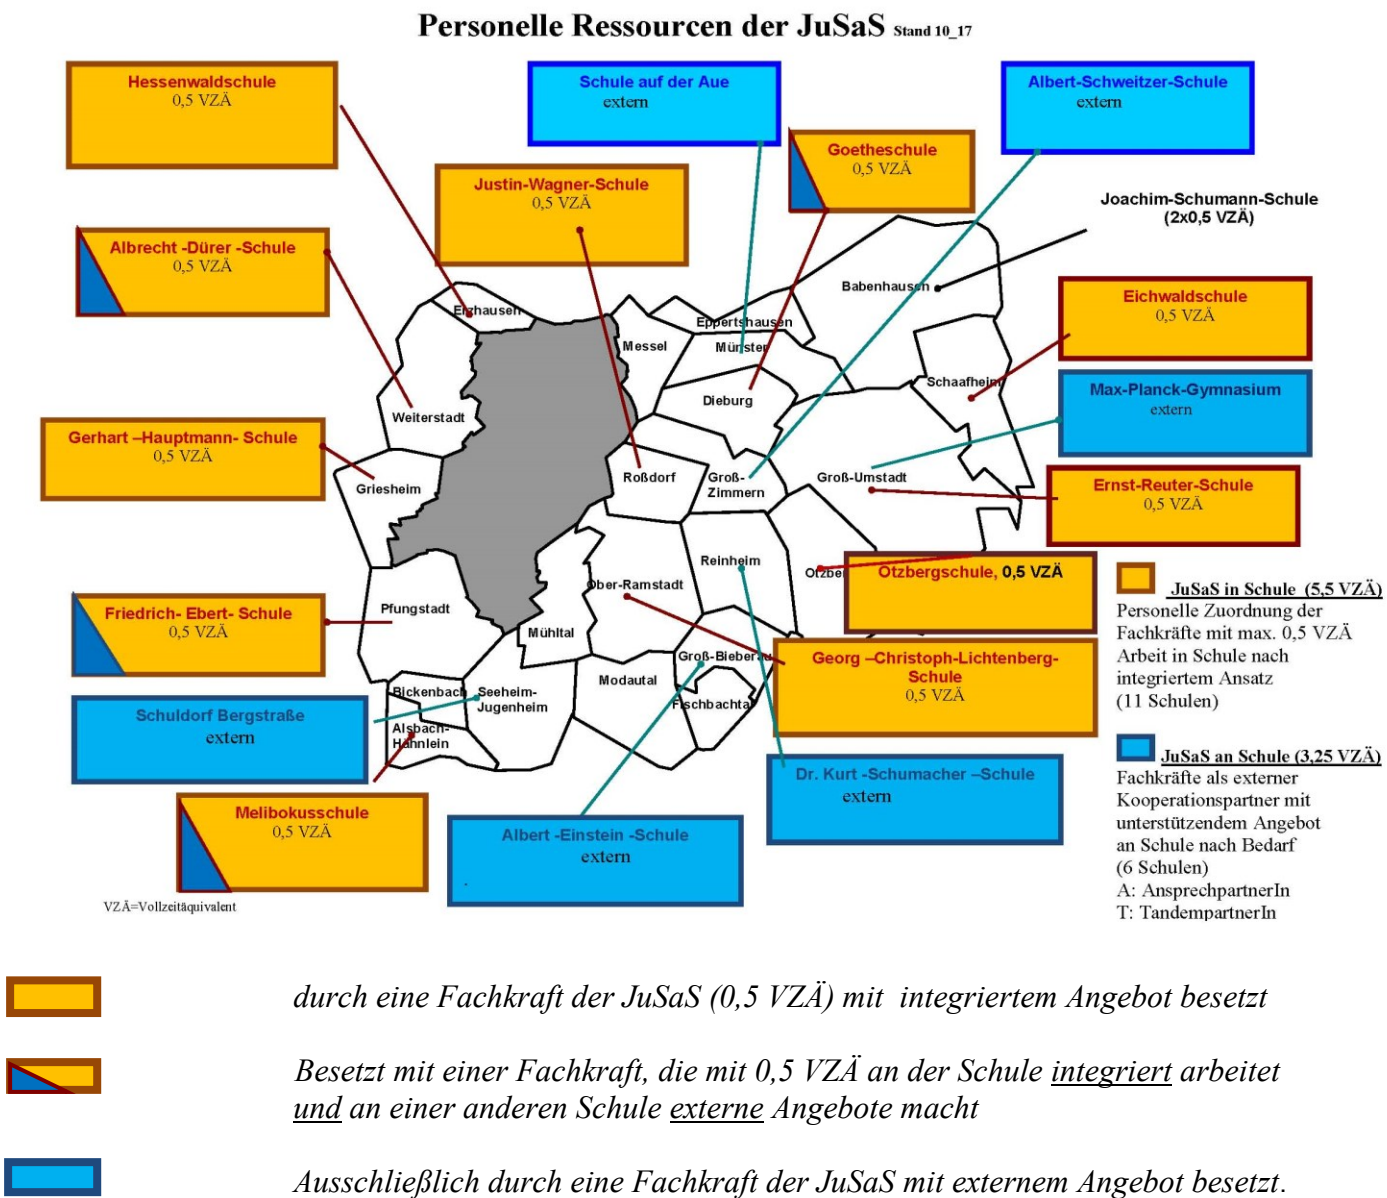 Personelle Ressourcen der JuSaS Stand 10_17
Hessenwaldschule
0,5 VZÄ
Schule auf der Aue
extern
Albert-Schweitzer-Schule
extern
Goetheschule
0,5 VZÄ
Justin-Wagner-Schule
0,5 VZÄ
Joachim-Schumann-Schule
(2x0,5 VZÄ)
Albrecht -Dürer -Schule
0,5 VZÄ
Babenhausen
Eichwaldschule
0,5 VZÄ
Erzhausen
Eppertshausen
Messel
Münster
Schaafheim
Max-Planck-Gymnasium
extern
Dieburg
Weiterstadt
Gerhart –Hauptmann- Schule
0,5 VZÄ
Griesheim
Roßdorf
Groß-
Zimmern
Groß-Umstadt
Ernst-Reuter-Schule
0,5 VZÄ
Reinheim
Otzber
Otzbergschule, 0,5 VZÄ
Ober-Ramstadt
Pfungstadt
Friedrich- Ebert- Schule
0,5 VZÄ
Mühltal
Groß-Bieberau
Georg –Christoph-Lichtenberg-
Schule
0,5 VZÄ
Modautal
Bickenbach
Seeheim-
Jugenheim
Fischbachta
Schuldorf Bergstraße
extern
Alsbach-
Hähnlein
Dr. Kurt -Schumacher –Schule
extern
Melibokusschule
0,5 VZÄ
Albert -Einstein -Schule
extern
.
VZÄ=Vollzeitäquivalent
JuSaS in Schule (5,5 VZÄ)
Personelle Zuordnung der
Fachkräfte mit max. 0,5 VZÄ
Arbeit in Schule nach
integriertem Ansatz
(11 Schulen)
JuSaS an Schule (3,25 VZÄ)
Fachkräfte als externer
Kooperationspartner mit
unterstützendem Angebot
an Schule nach Bedarf
(6 Schulen)
A: AnsprechpartnerIn
T: TandempartnerIn
durch eine Fachkraft der JuSaS (0,5 VZÄ) mit integriertem Angebot besetzt
Besetzt mit einer Fachkraft, die mit 0,5 VZÄ an der Schule integriert arbeitet
und an einer anderen Schule externe Angebote macht
Ausschließlich durch eine Fachkraft der JuSaS mit externem Angebot besetzt.